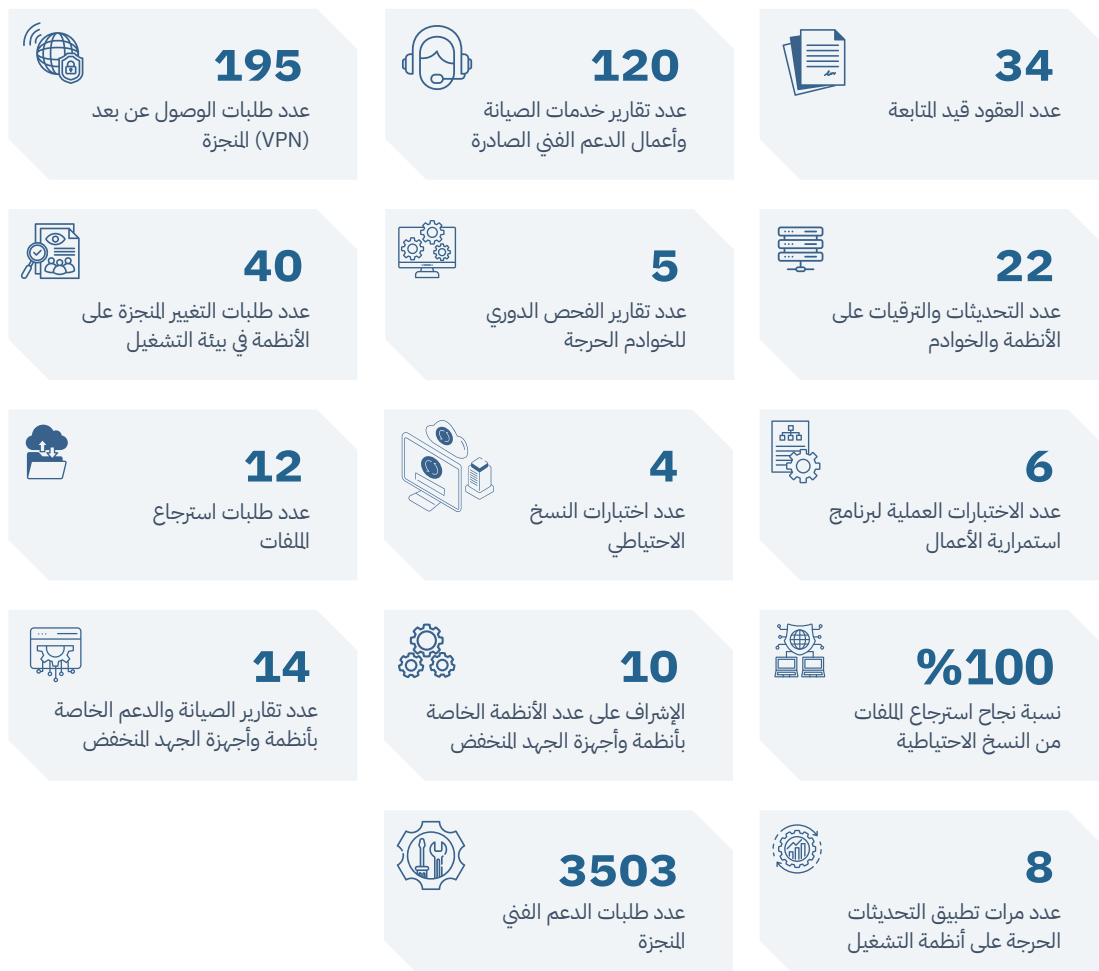 34
عدد العقود قيد المتابعة
120
عدد تقارير خدمات الصيانة
وأعمال الدعم الفني الصادرة
195
عدد طلبات الوصول عن بعد
(VPN) المنجزة
22
عدد التحديثات والترقيات على
الأنظمة والخوادم
5
عدد تقارير الفحص الدوري
للخوادم الحرجة
40
عدد طلبات التغيير المنجزة على
الأنظمة في بيئة التشغيل
6
عدد الاختبارات العملية لبرنامج
استمرارية الأعمال
4
عدد اختبارات النسخ
الاحتياطي
12
عدد طلبات استرجاع
الملفات
%100
نسبة نجاح استرجاع الملفات
من النسخ الاحتياطية
10
الإشراف على عدد الأنظمة الخاصة
بأنظمة وأجهزة الجهد المنخفض
14
عدد تقارير الصيانة والدعم الخاصة
بأنظمة وأجهزة الجهد المنخفض
8
عدد مرات تطبيق التحديثات
الحرجة على أنظمة التشغيل
3503
عدد طلبات الدعم الفني
المنجزة